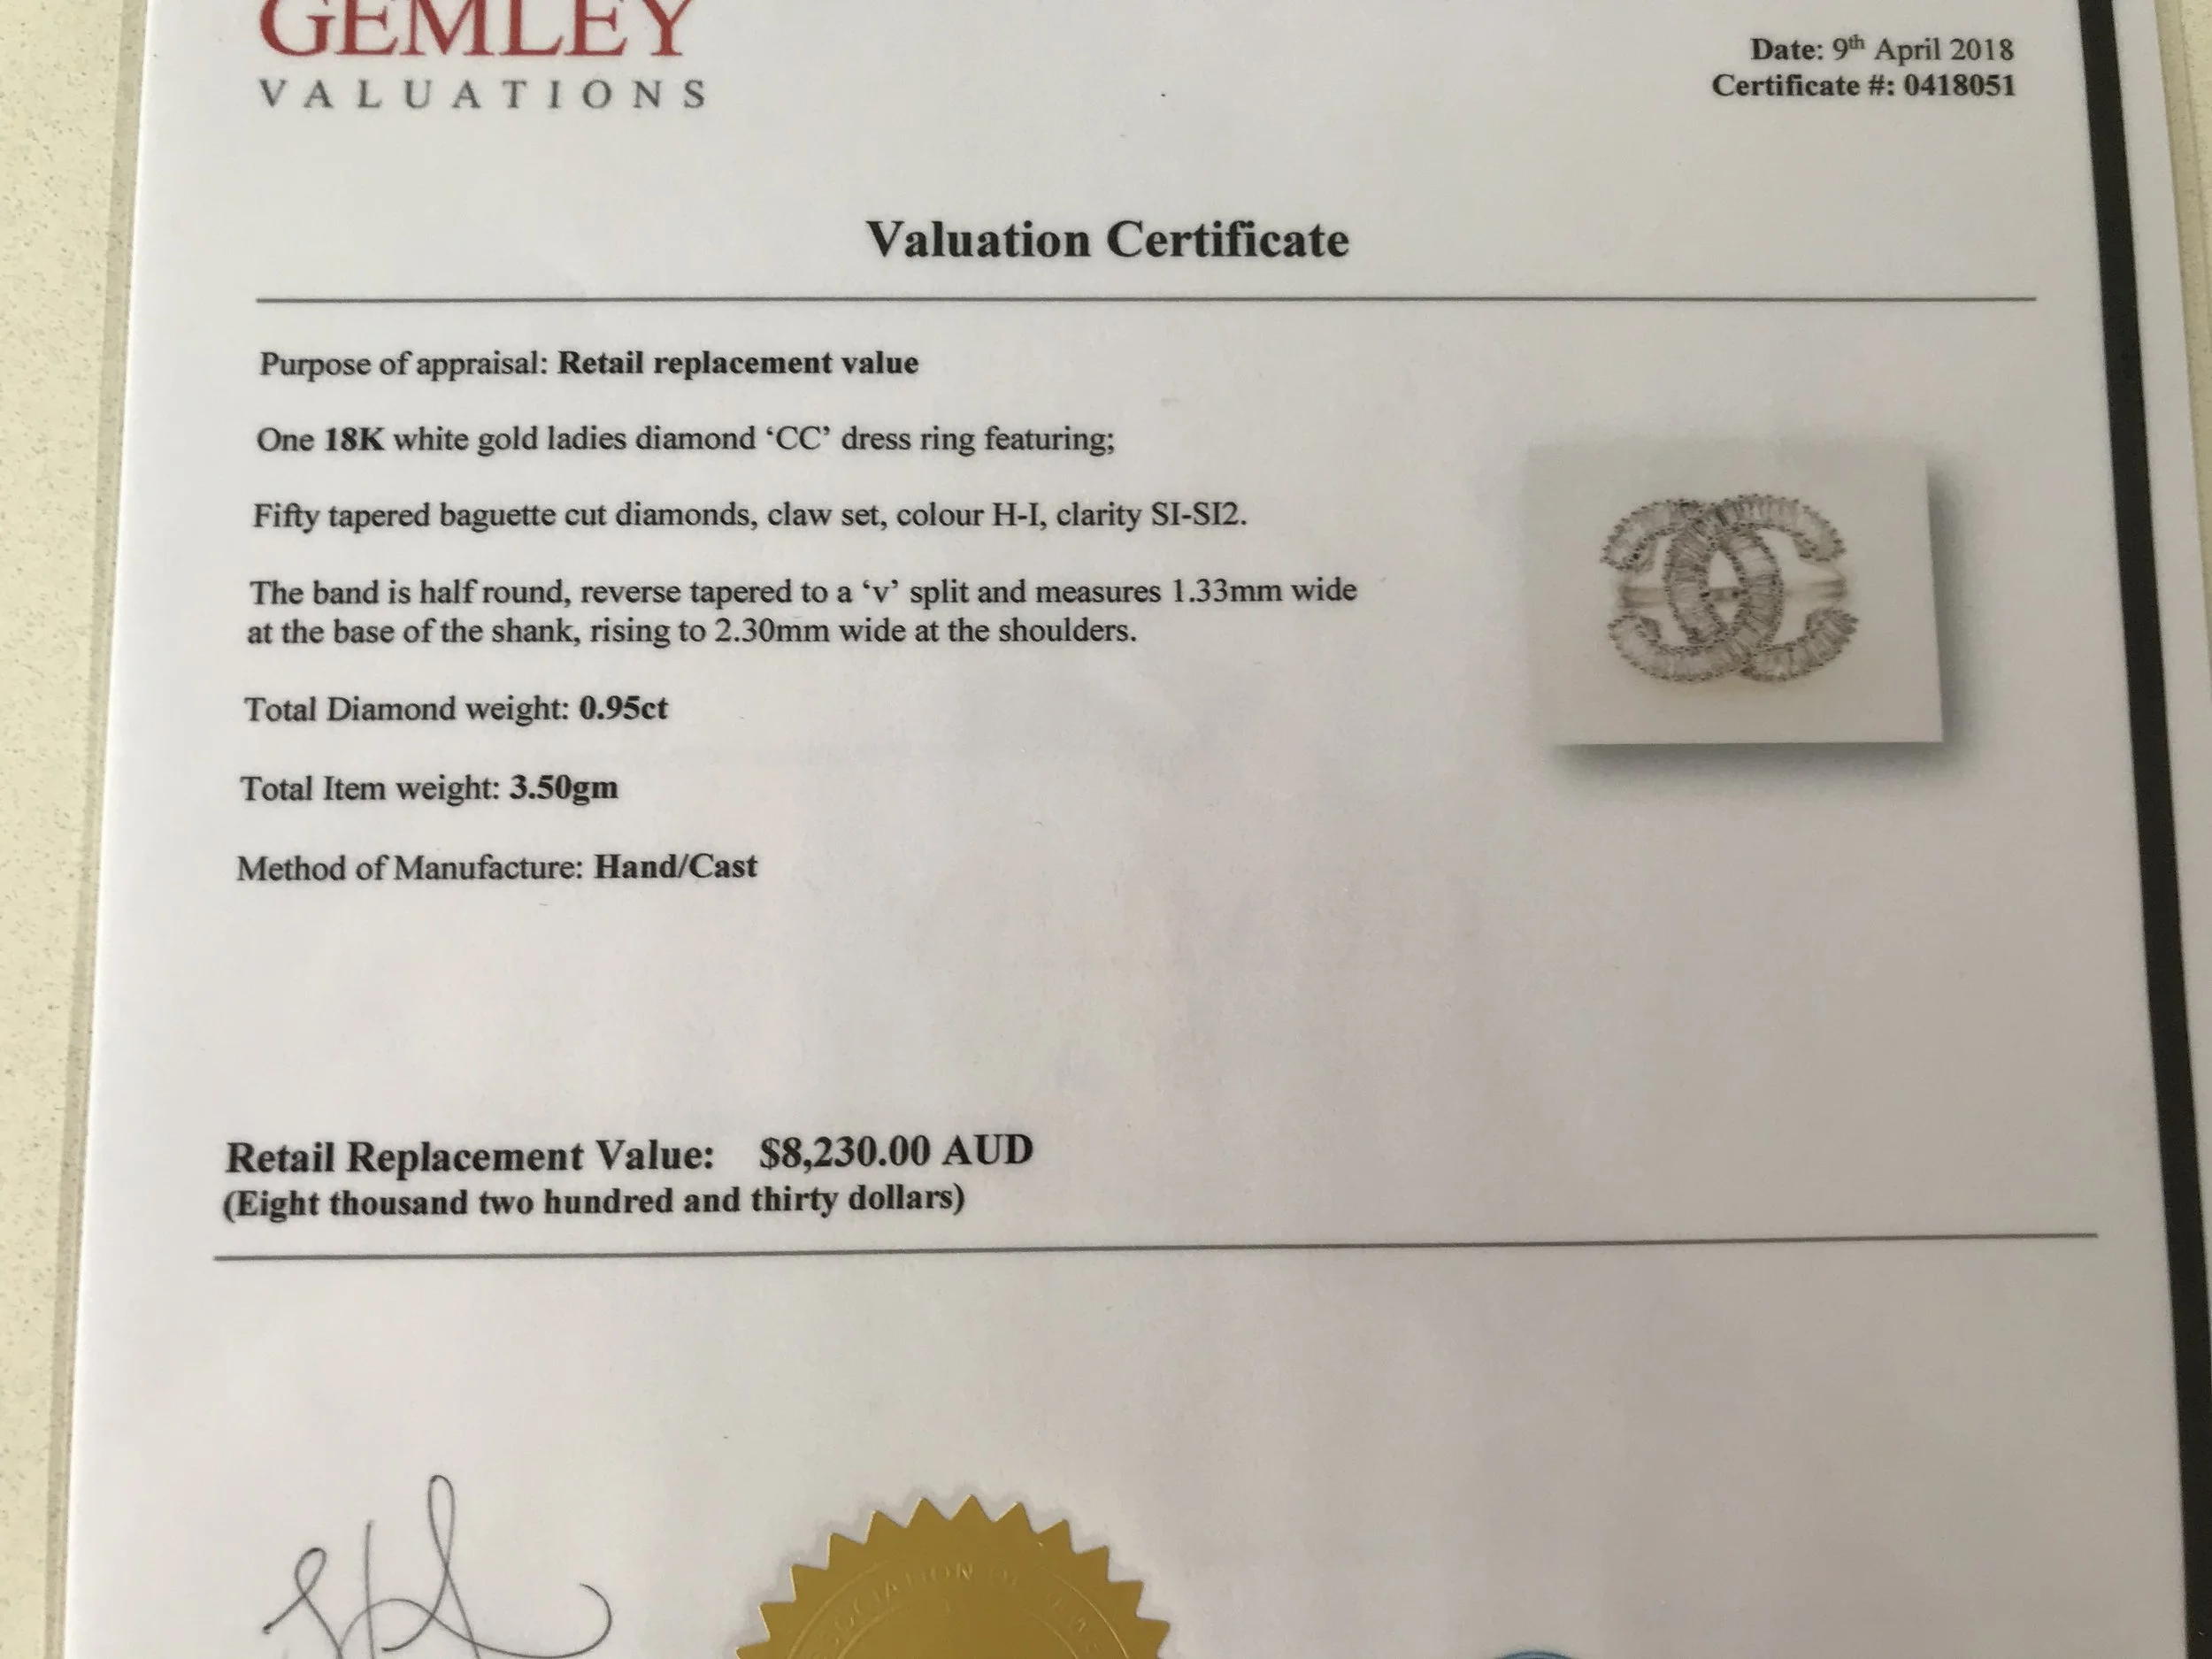 GEMLEY
VALUATIONS
Date: 9th April 2018
Certificate #: 0418051
Valuation Certificate
Purpose of appraisal: Retail replacement value
One 18K white gold ladies diamond ‘CC’ dress ring featuring;
Fifty tapered baguette cut diamonds, claw set, colour H-I, clarity SI-SI2.
The band is half round, reverse tapered to a ‘v’ split and measures 1.33mm wide
at the base of the shank, rising to 2.30mm wide at the shoulders.
Total Diamond weight: 0.95ct
Total Item weight: 3.50gm
Method of Manufacture: Hand/Cast
Retail Replacement Value: $8,230.00 AUD
(Eight thousand two hundred and thirty dollars)